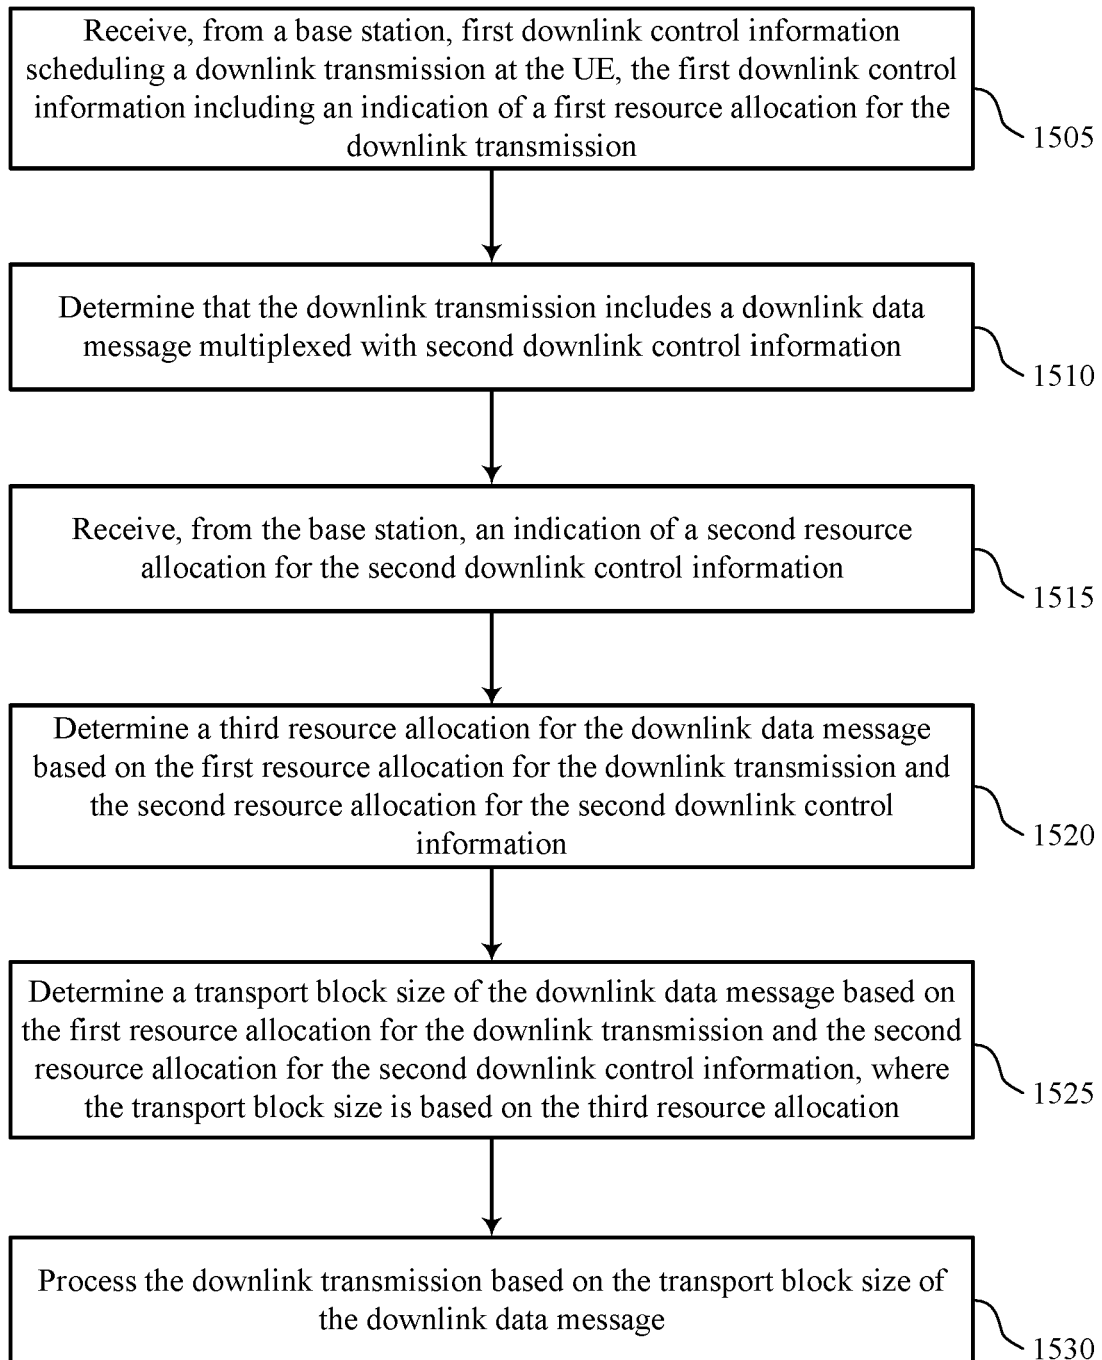 Receive, from a base station, first downlink control information
scheduling a downlink transmission at the UE, the first downlink control
information including an indication of a first resource allocation for the
downlink transmission
1505
Determine that the downlink transmission includes a downlink data
message multiplexed with second downlink control information
1510
Receive, from the base station, an indication of a second resource
allocation for the second downlink control information
1515
Determine a third resource allocation for the downlink data message
based on the first resource allocation for the downlink transmission and
the second resource allocation for the second downlink control
information
1520
Determine a transport block size of the downlink data message based on
the first resource allocation for the downlink transmission and the second
resource allocation for the second downlink control information, where
the transport block size is based on the third resource allocation
1525
Process the downlink transmission based on the transport block size of
the downlink data message
1530